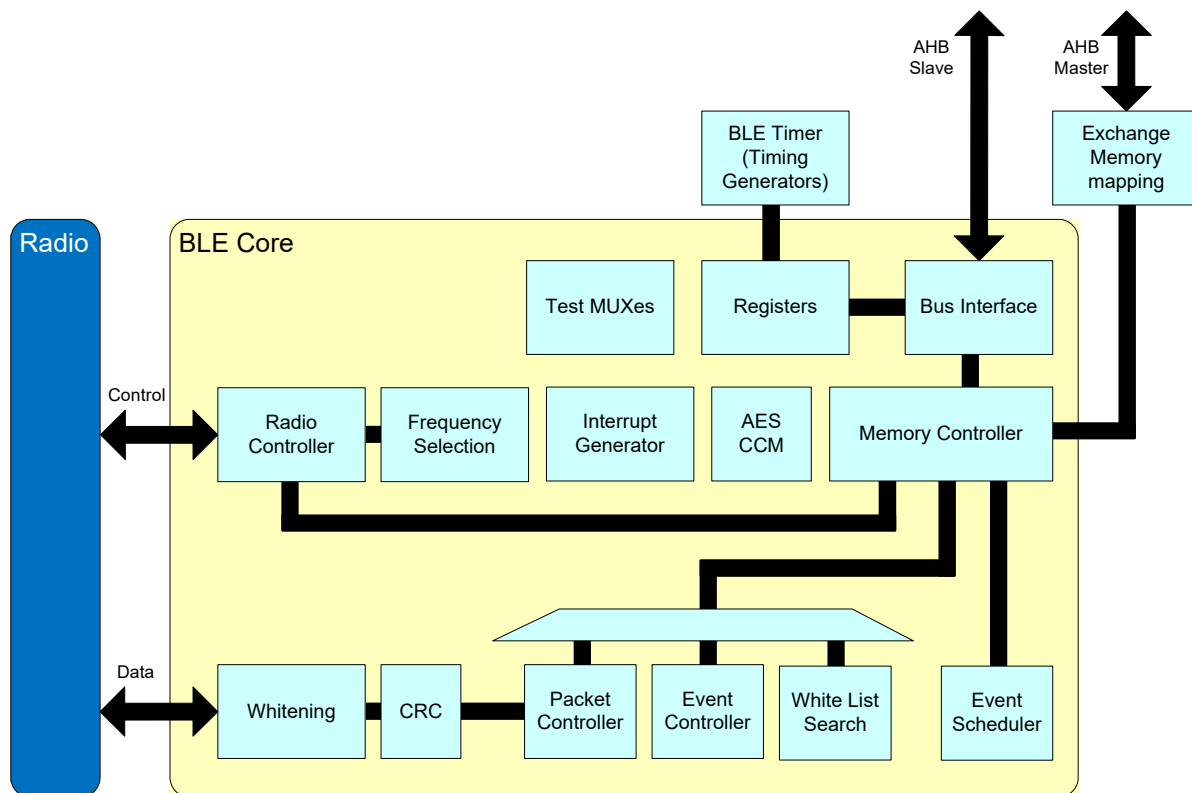 AHB
Slave
AHB
Master
BLE Timer
(Timing
Generators)
Exchange
Memory
mapping
Radio
BLE Core
Test MUXes
Registers
Bus Interface
Control
Radio
Controller
Frequency
Selection
Interrupt
Generator
AES
CCM
Memory Controller
Data
Whitening
CRC
Packet
Controller
Event
Controller
White List
Search
Event
Scheduler